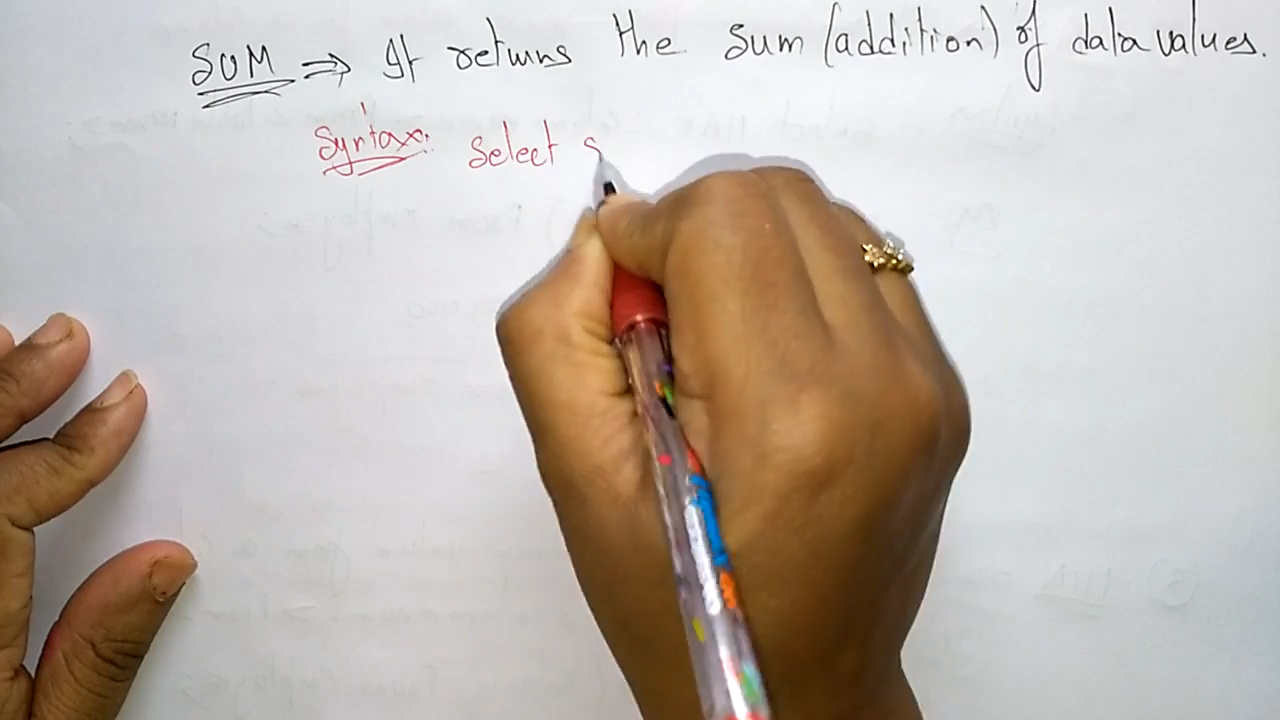 SUM ⇒ It returns the sum (addition) of data values.
Syntax: Select S